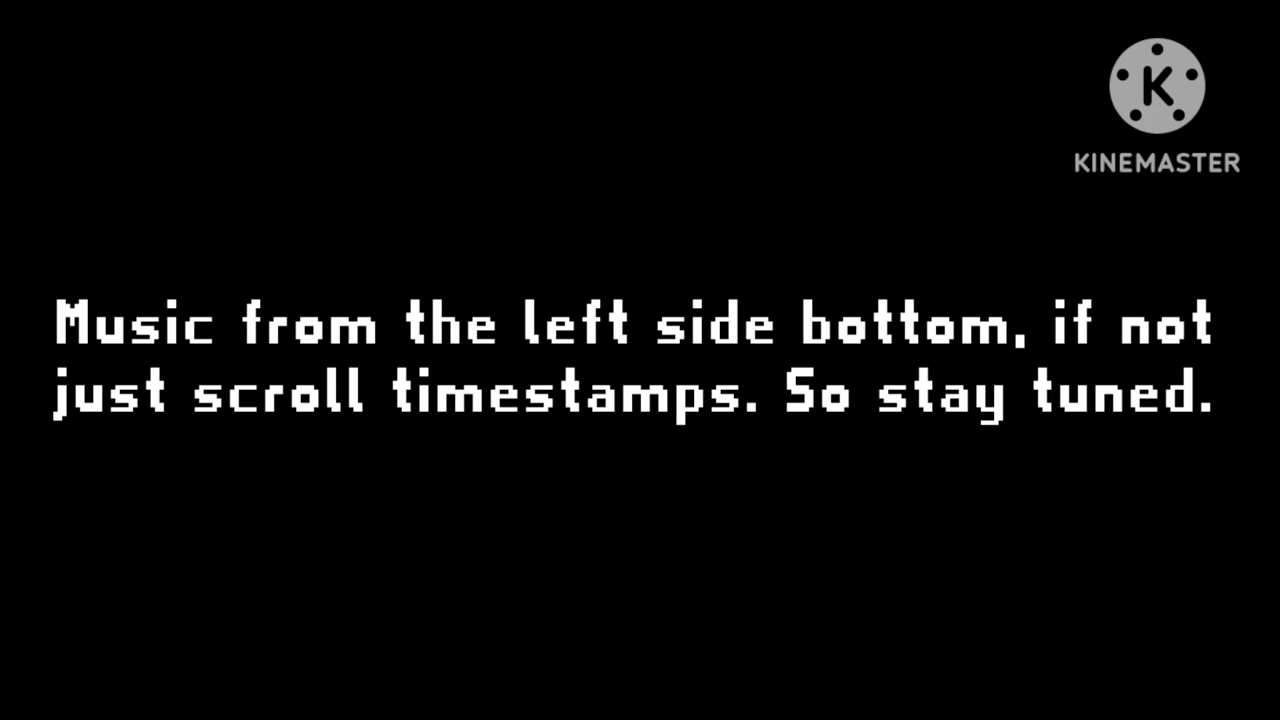 K
KINEMASTER
Music from the left side bottom, if not
just scroll timestamps. So stay tuned.